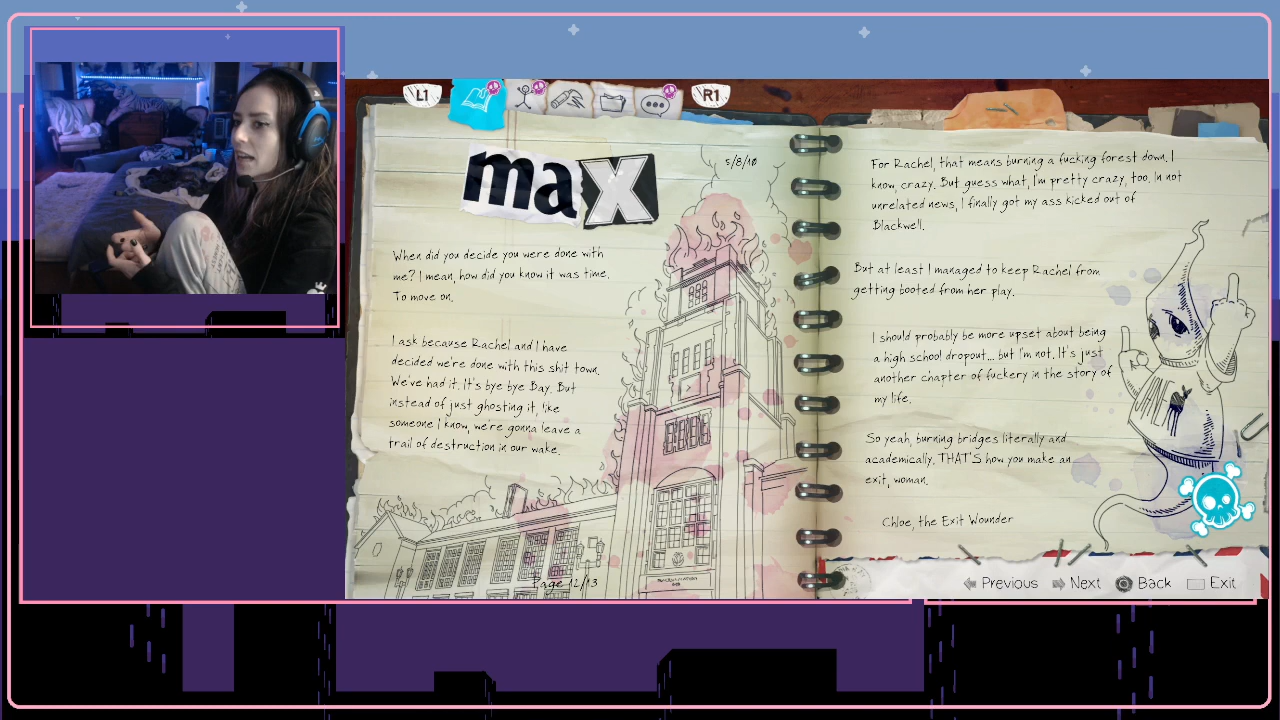 L1
R1
max
5/8/10
When did you decide you were done with
me? I mean, how did you know it was time.
To move on.
I ask because Rachel and I have
decided we're done with this shit town.
We've had it. It's bye bye Bay. But
instead of just ghosting it, like
someone I know, we're gonna leave a
trail of destruction in our wake.
Page 12/13
For Rachel, that means burning a fucking forest down. I
know, crazy. But guess what, I'm pretty crazy, too. In not
unrelated news, I finally got my ass kicked out of
Blackwell.
But at least I managed to keep Rachel from
getting booted from her play.
I should probably be more upset about being
a high school dropout... but I'm not. It's just
another chapter of fuckery in the story of
my life.
So yeah, burning bridges literally and
academically, THAT'S how you make an
exit, woman.
Chloe, the Exit Wounder
Previous
Next
Back
Exit